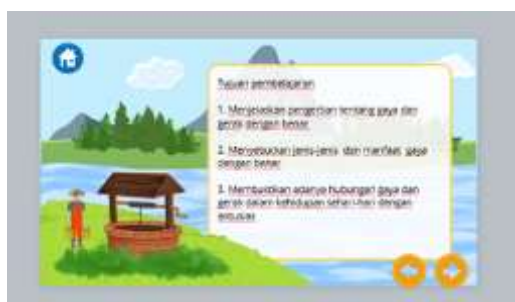 Tujuan pembelajaran
1. Menjelaskan pengertian tentang gaya dan
gerak dengan benar
2. Menyebutkan jenis-jenis dan manfaat gaya
dengan benar
3. Membuktikan adanya hubungan gaya dan
gerak dalam kehidupan sehari-hari dengan
antusias